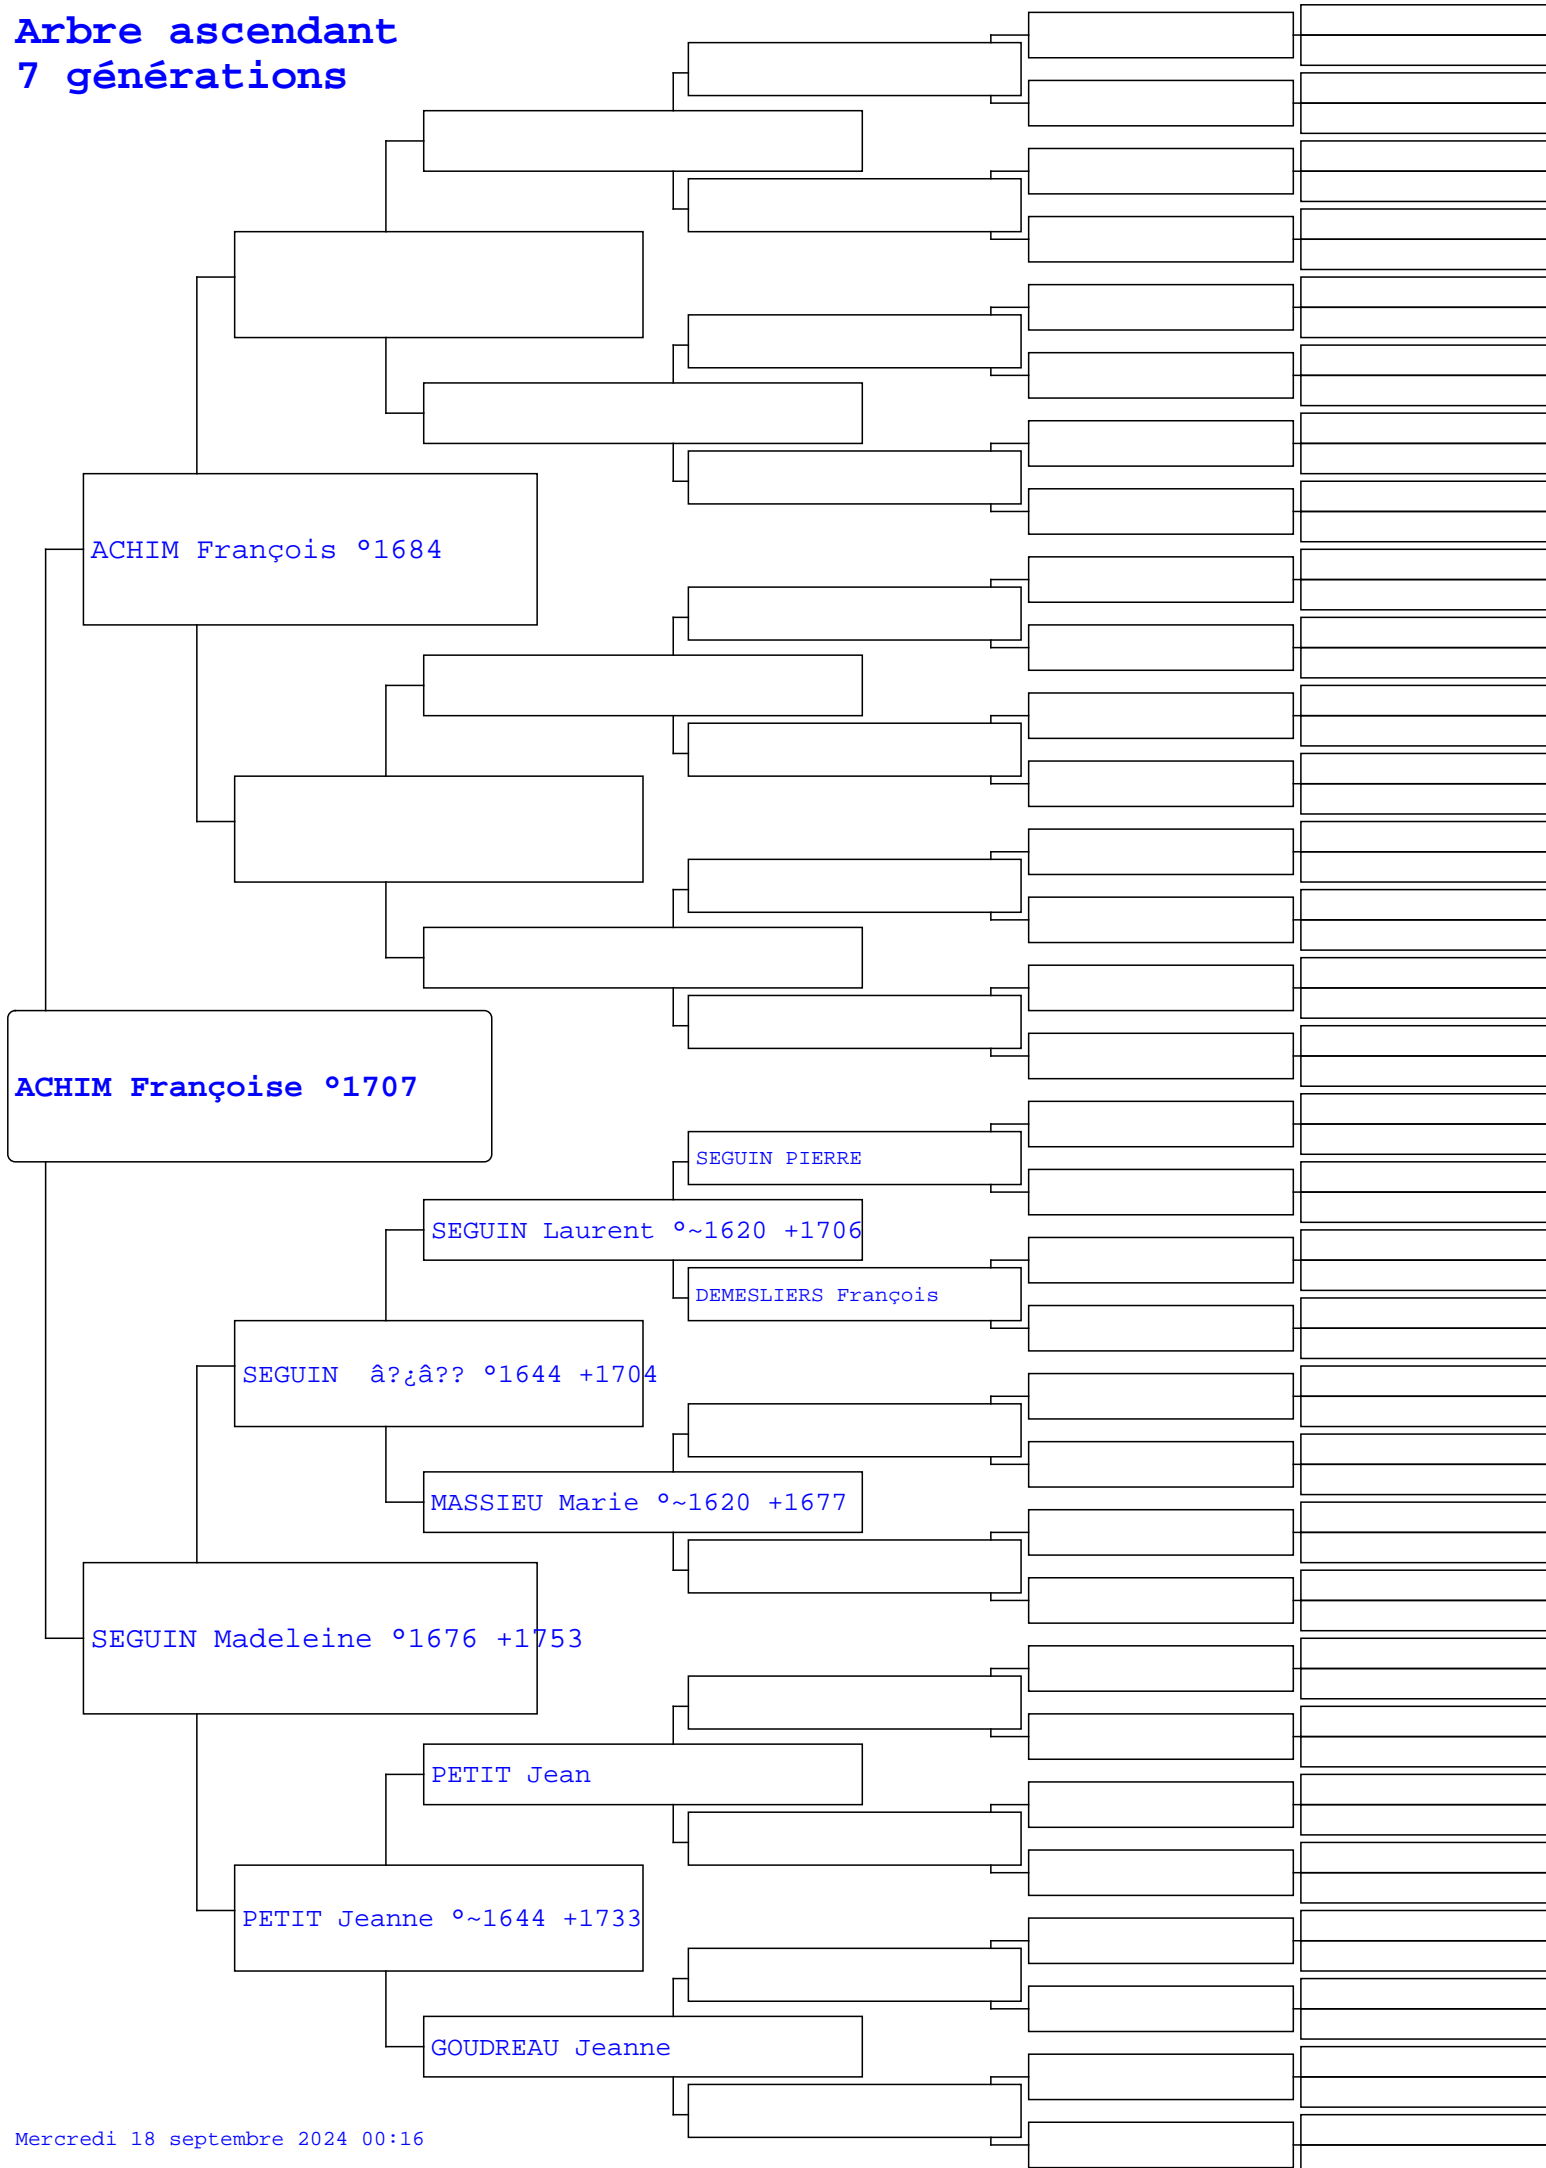 Arbre ascendant
7 générations
ACHIM François °1684
ACHIM Françoise °1707
SEGUIN PIERRE
SEGUIN Laurent °~1620 +1706
DEMESLIERS François
SEGUIN  â?¿â?? °1644 +1704
MASSIEU Marie °~1620 +1677
SEGUIN Madeleine °1676 +1753
PETIT Jean
PETIT Jeanne °~1644 +1733
GOUDREAU Jeanne
Mercredi 18 septembre 2024 00:16